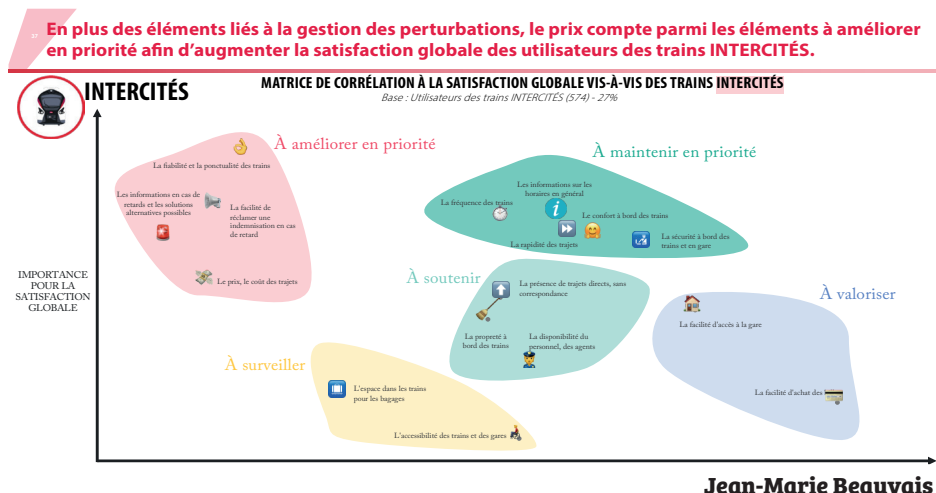 37
En plus des éléments liés à la gestion des perturbations, le prix compte parmi les éléments à améliorer
en priorité afin d'augmenter la satisfaction globale des utilisateurs des trains INTERCITÉS.
INTERCITÉS
MATRICE DE CORRÉLATION À LA SATISFACTION GLOBALE VIS-À-VIS DES TRAINS INTERCITÉS
Base : Utilisateurs des trains INTERCITÉS (574) - 27%
À améliorer en priorité
La fiabilité et la ponctualité des trains
Les informations en cas de
retards et les solutions
alternatives possibles
La facilité de
réclamer une
indemnisation en cas
de retard
Le prix, le coût des trajets
À maintenir en priorité
Les informations sur les
horaires en général
La fréquence des trains
Le confort à bord des trains
La rapidité des trajets
La sécurité à bord des
trains et en gare
IMPORTANCE
POUR LA
SATISFACTION
GLOBALE
À soutenir
La présence de trajets directs, sans
correspondance
La propreté à
bord des trains
La disponibilité du
personnel, des agents
À valoriser
La facilité d'accès à la gare
La facilité d'achat des
À surveiller
L'espace dans les trains
pour les bagages
L'accessibilité des trains et des gares
Jean-Marie Beauvais